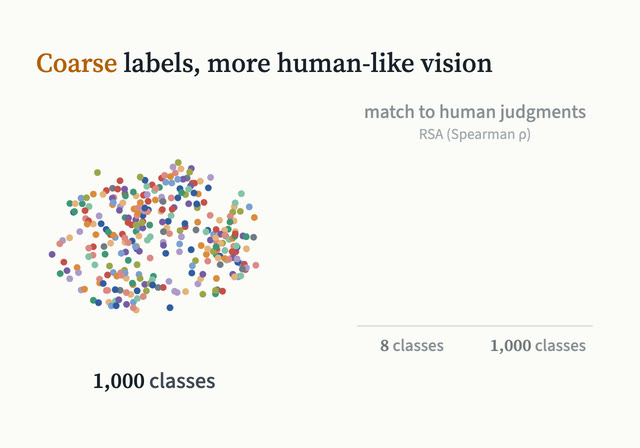 Coarse labels, more human-like vision
match to human judgments
RSA (Spearman ρ)
8 classes
1,000 classes
1,000 classes